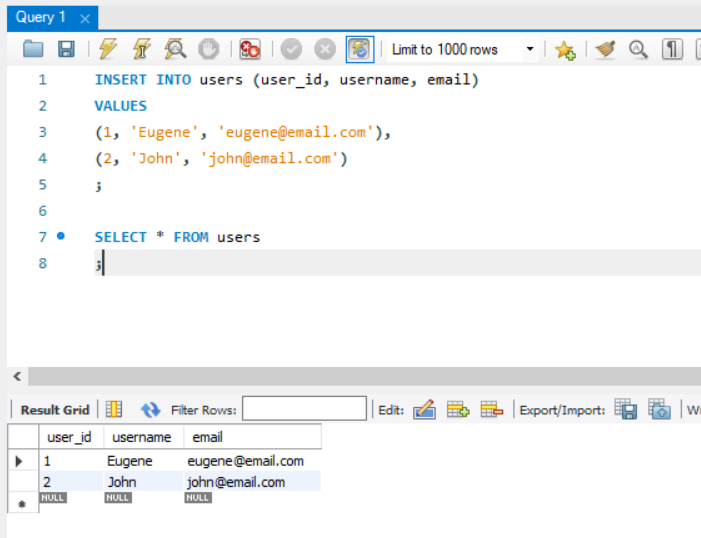 Query 1
Limit to 1000 rows
1 INSERT INTO users (user_id, username, email)
2 VALUES
3 (1, 'Eugene', 'eugene@email.com'),
4 (2, 'John', 'john@email.com')
5 ;
6
7 SELECT * FROM users
8 ;
Result Grid Filter Rows: Edit: Export/Import: Wr
user_id username email
1 Eugene eugene@email.com
2 John john@email.com
NULL NULL NULL